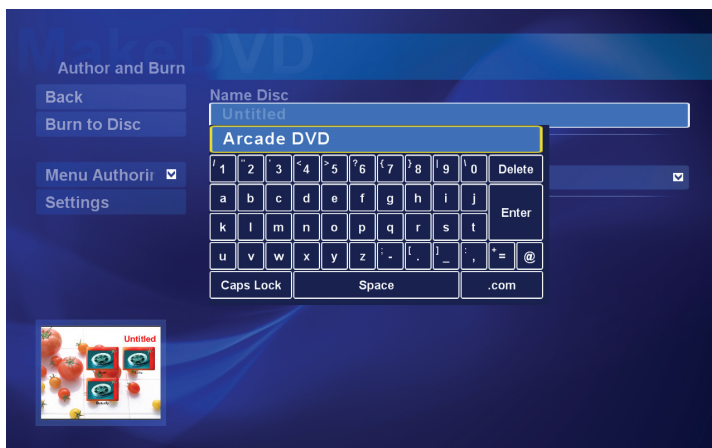 MakeDVD
Author and Burn
Back
Name Disc
Untitled
Burn to Disc
Arcade DVD
/ 1 " 2 ' 3 < 4 > 5 ? 6 { 7 } 8 | 9 \ 0 Delete
Menu Authorir
a b c d e f g h i j
Enter
Settings
k l m n o p q r s t
u v w x y z ; - [ . ] _ : , + = @
Caps Lock Space .com
Untitled